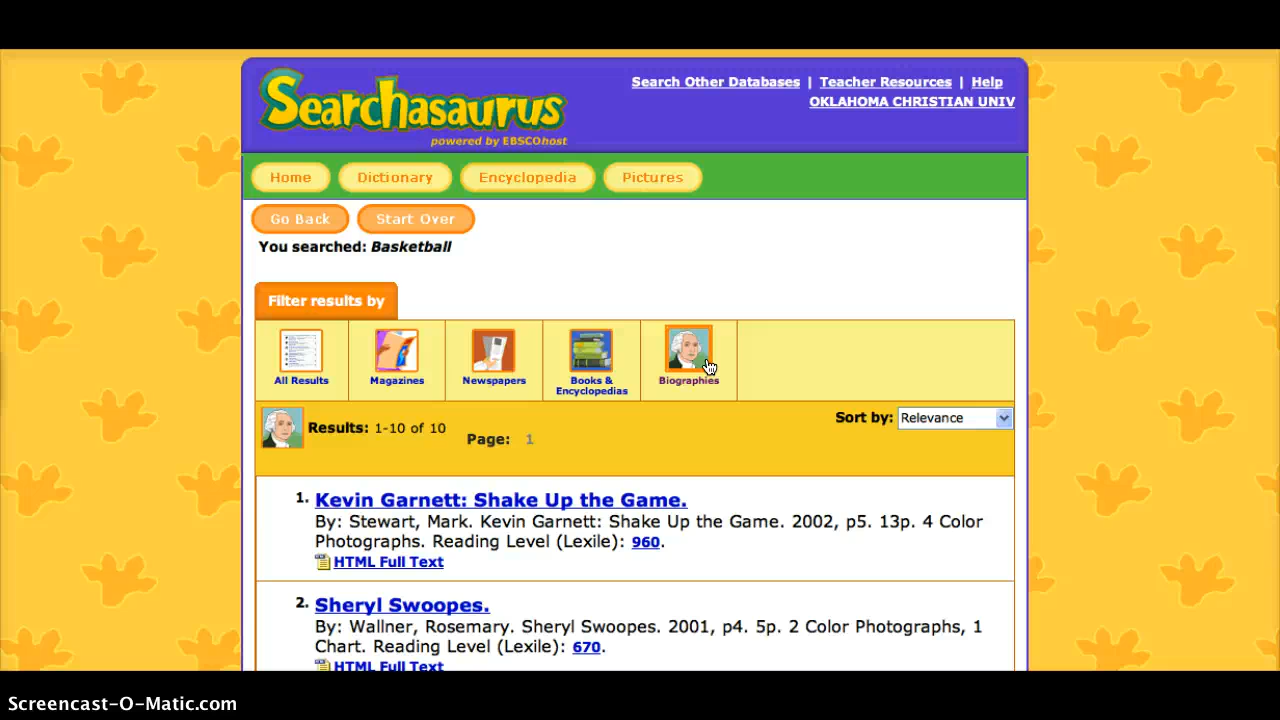 Searchasaurus
powered by EBSCOhost
Search Other Databases | Teacher Resources | Help
OKLAHOMA CHRISTIAN UNIV
Home
Dictionary
Encyclopedia
Pictures
Go Back
Start Over
You searched: Basketball
Filter results by
All Results
Magazines
Newspapers
Books &
Encyclopedias
Biographies
Results: 1-10 of 10
Page: 1
Sort by: Relevance
1. Kevin Garnett: Shake Up the Game.
By: Stewart, Mark. Kevin Garnett: Shake Up the Game. 2002, p5. 13p. 4 Color
Photographs. Reading Level (Lexile): 960.
HTML Full Text
2. Sheryl Swoopes.
By: Wallner, Rosemary. Sheryl Swoopes. 2001, p4. 5p. 2 Color Photographs, 1
Chart. Reading Level (Lexile): 670.
HTML Full Text
Screencast-O-Matic.com